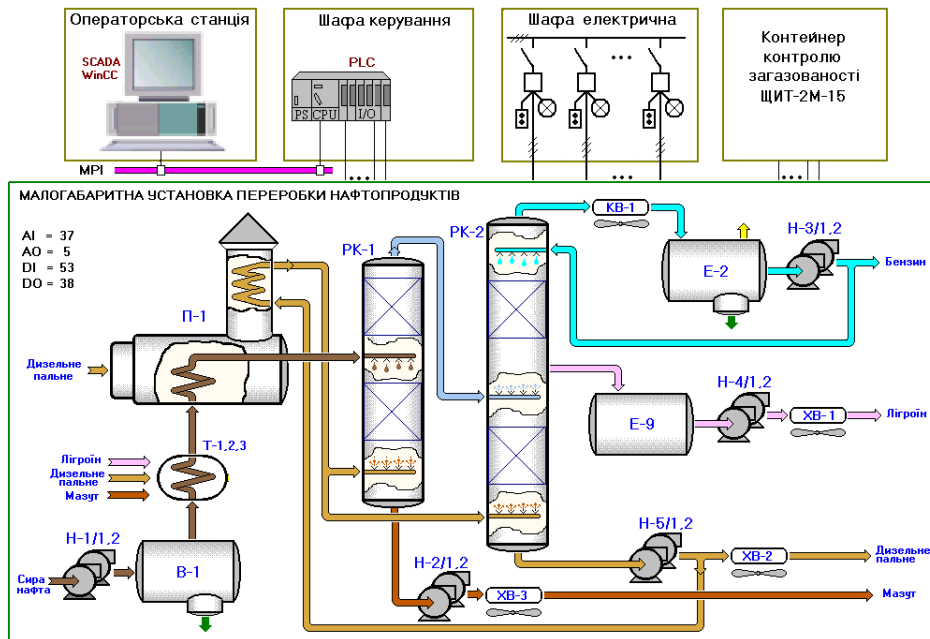 Операторська станція
SCADA
WinCC
Шафа керування
PLC
PS CPU I/O
Шафа електрична
Контейнер
контролю
загазованості
ЩИТ-2М-15
MPI
МАЛОГАБАРИТНА УСТАНОВКА ПЕРЕРОБКИ НАФТОПРОДУКТІВ
AI = 37
AO = 5
DI = 53
DO = 38
РК-1
РК-2
КВ-1
Е-2
Н-3/1,2
Бензин
П-1
Дизельне
пальне
Е-9
Н-4/1,2
ХВ-1
Лігроїн
Т-1,2,3
Лігроїн
Дизельне
пальне
Мазут
Н-1/1,2
Сира
нафта
В-1
Н-2/1,2
ХВ-3
Н-5/1,2
ХВ-2
Дизельне
пальне
Мазут